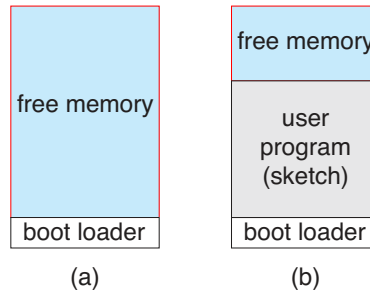 free memory
boot loader
(a)
free memory
user
program
(sketch)
boot loader
(b)